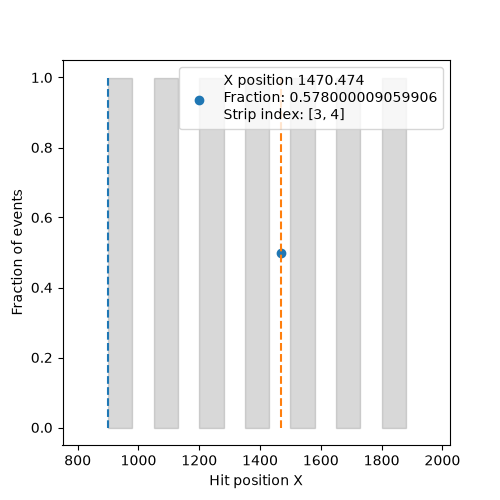 X position 1470.474
Fraction: 0.578000009059906
Strip index: [3, 4]
1.0
0.8
0.6
0.4
0.2
0.0
Fraction of events
800 1000 1200 1400 1600 1800 2000
Hit position X